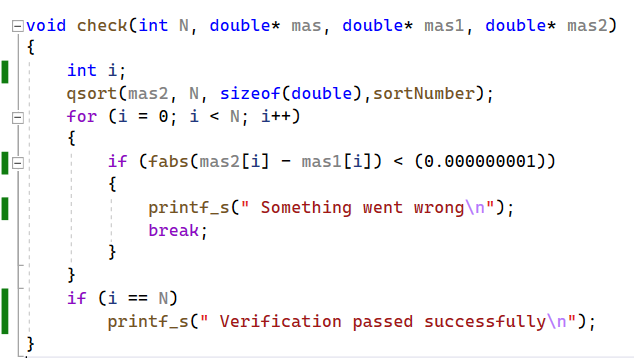 void check(int N, double* mas, double* mas1, double* mas2)
{
    int i;
    qsort(mas2, N, sizeof(double),sortNumber);
    for (i = 0; i < N; i++)
    {
        if (fabs(mas2[i] - mas1[i]) < (0.000000001))
        {
            printf_s(" Something went wrong\n");
            break;
        }
    }
    if (i == N)
        printf_s(" Verification passed successfully\n");
}